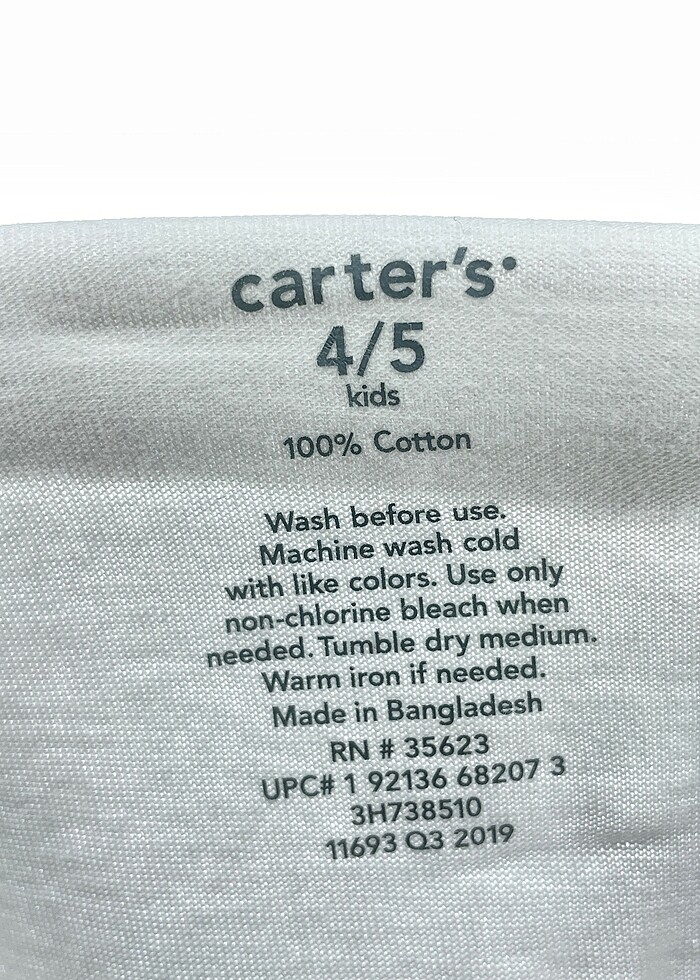 carter's
4/5
kids
100% Cotton
Wash before use.
Machine wash cold
with like colors. Use only
non-chlorine bleach when
needed. Tumble dry medium.
Warm iron if needed.
Made in Bangladesh
RN # 35623
UPC# 1 92136 68207 3
3H738510
11693 Q3 2019